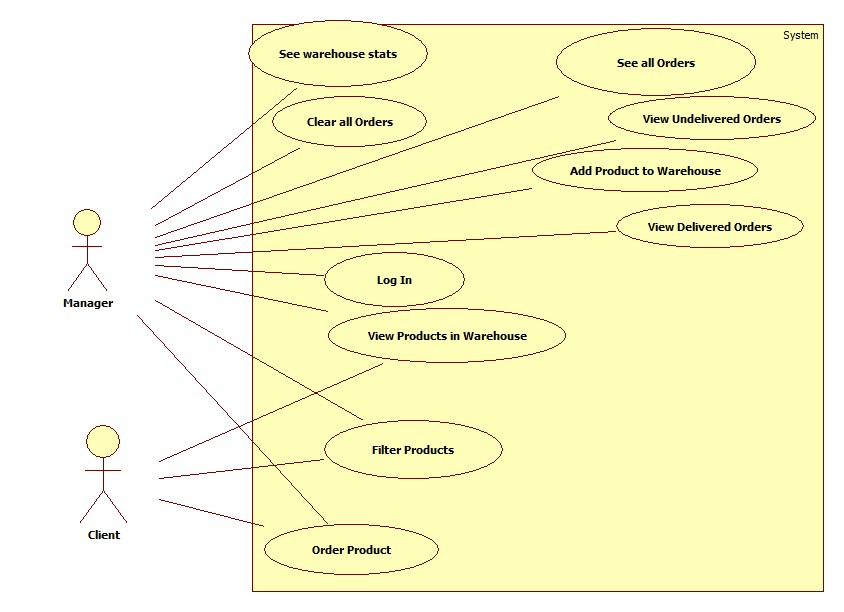 System
See warehouse stats
See all Orders
Clear all Orders
View Undelivered Orders
Add Product to Warehouse
View Delivered Orders
Log In
Manager
View Products in Warehouse
Filter Products
Client
Order Product